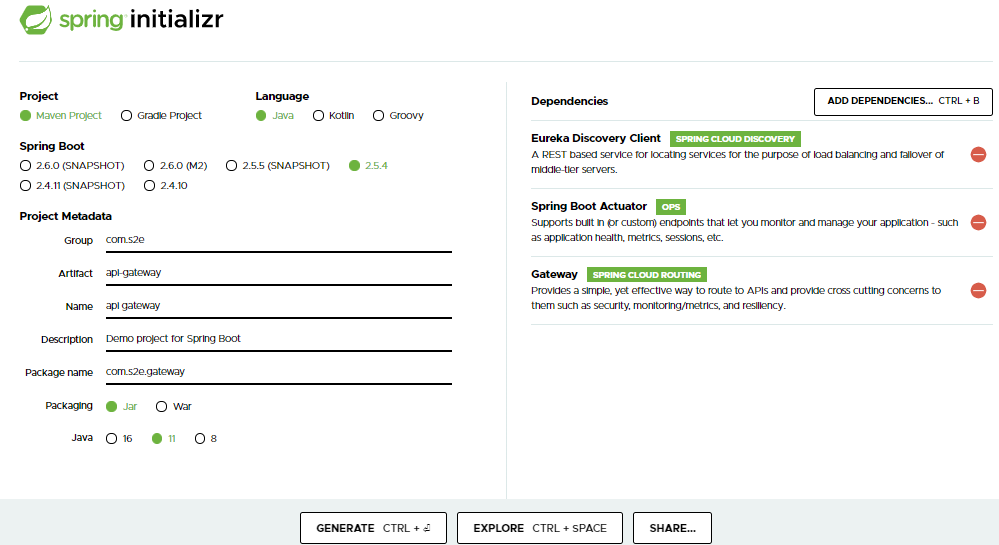 spring initializr
Project
Maven Project Gradle Project
Language
Java Kotlin Groovy
Spring Boot
2.6.0 (SNAPSHOT) 2.6.0 (M2) 2.5.5 (SNAPSHOT) 2.5.4
2.4.11 (SNAPSHOT) 2.4.10
Project Metadata
Group com.s2e
Artifact api-gateway
Name api gateway
Description Demo project for Spring Boot
Package name com.s2e.gateway
Packaging Jar War
Java 16 11 8
Dependencies
ADD DEPENDENCIES... CTRL + B
Eureka Discovery Client SPRING CLOUD DISCOVERY
A REST based service for locating services for the purpose of load balancing and failover of
middle-tier servers.
Spring Boot Actuator OPS
Supports built in (or custom) endpoints that let you monitor and manage your application - such
as application health, metrics, sessions, etc.
Gateway SPRING CLOUD ROUTING
Provides a simple, yet effective way to route to APIs and provide cross cutting concerns to
them such as security, monitoring/metrics, and resiliency.
GENERATE CTRL + ⏎
EXPLORE CTRL + SPACE
SHARE...